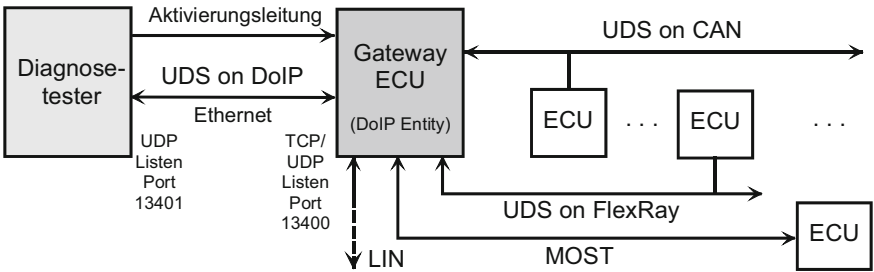 Aktivierungsleitung
Diagnose-
tester
UDS on DoIP
Ethernet
UDP
Listen
Port
13401
TCP/
UDP
Listen
Port
13400
Gateway
ECU
(DoIP Entity)
UDS on CAN
ECU
. . .
ECU
. . .
UDS on FlexRay
ECU
MOST
LIN